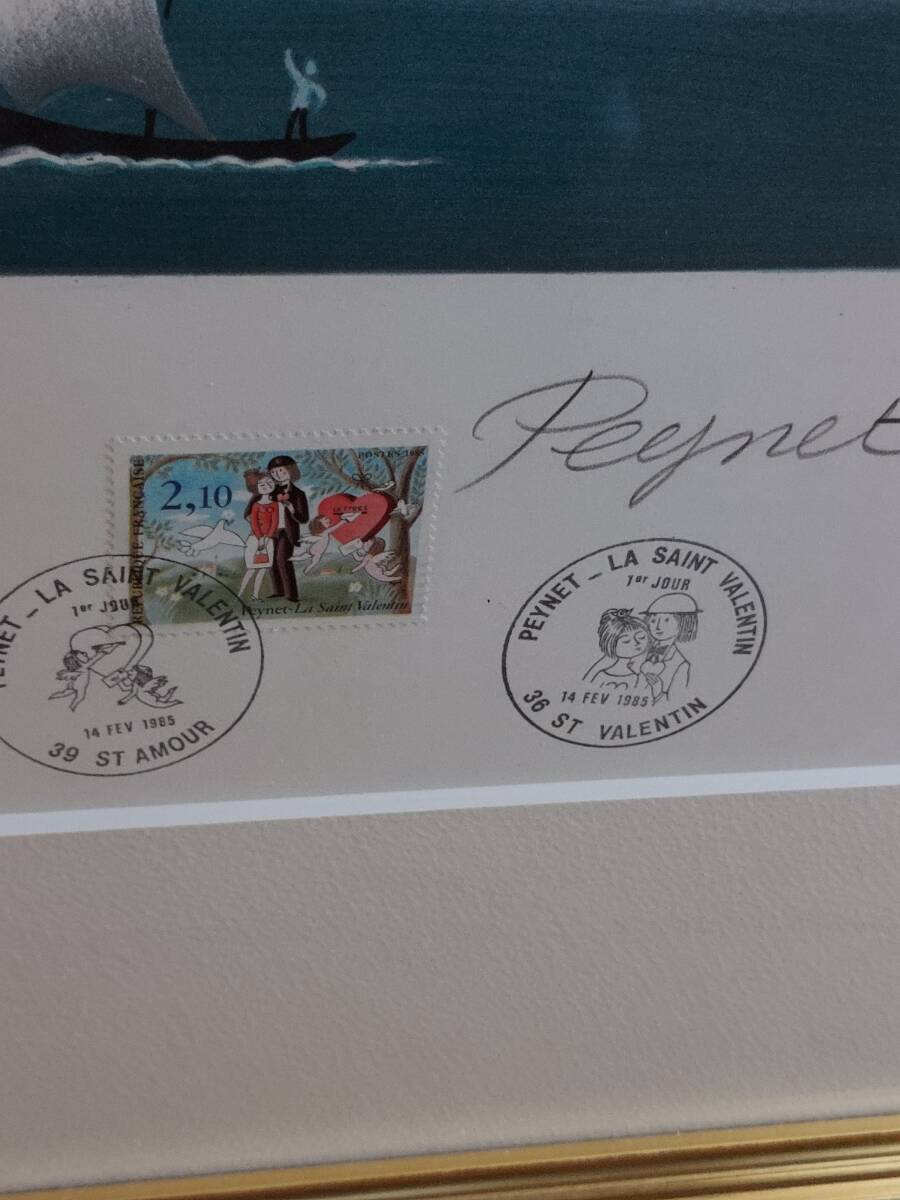 Peynet
POSTES 1985
RÉPUBLIQUE FRANÇAISE
2,10
LETTRES
Peynet-La Saint Valentin
PEYNET - LA SAINT VALENTIN
1er JOUR
14 FEV 1985
39 ST AMOUR
PEYNET - LA SAINT VALENTIN
1er JOUR
14 FEV 1985
36 ST VALENTIN